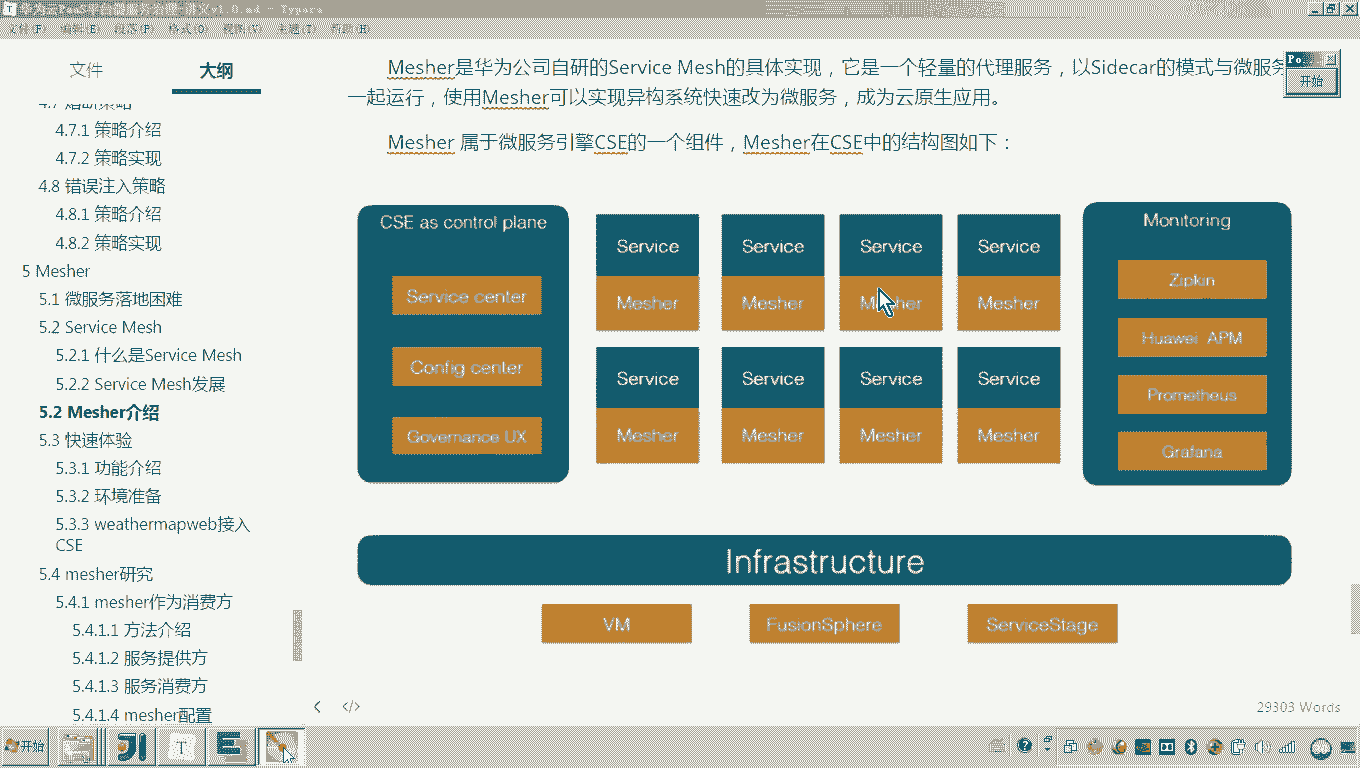 华为云PaaS平台微服务治理-讲义v1.0.md - Typora
文件(F) 编辑(E) 段落(P) 格式(O) 视图(V) 主题(T) 帮助(H)
文件 大纲
4.7 熔断策略
4.7.1 策略介绍
4.7.2 策略实现
4.8 错误注入策略
4.8.1 策略介绍
4.8.2 策略实现
5 Mesher
5.1 微服务落地困难
5.2 Service Mesh
5.2.1 什么是Service Mesh
5.2.2 Service Mesh发展
5.2 Mesher介绍
5.3 快速体验
5.3.1 功能介绍
5.3.2 环境准备
5.3.3 weathermapweb接入
CSE
5.4 mesher研究
5.4.1 mesher作为消费方
5.4.1.1 方法介绍
5.4.1.2 服务提供方
5.4.1.3 服务消费方
5.4.1.4 mesher配置
Mesher是华为公司自研的Service Mesh的具体实现，它是一个轻量的代理服务，以Sidecar的模式与微服务
一起运行，使用Mesher可以实现异构系统快速改为微服务，成为云原生应用。
Mesher 属于微服务引擎CSE的一个组件，Mesher在CSE中的结构图如下：
CSE as control plane
Service center
Config center
Governance UX
Service Service Service Service
Mesher Mesher Mesher Mesher
Service Service Service Service
Mesher Mesher Mesher Mesher
Monitoring
Zipkin
Huawei APM
Prometheus
Grafana
Infrastructure
VM FusionSphere ServiceStage
29303 Words
开始
开始